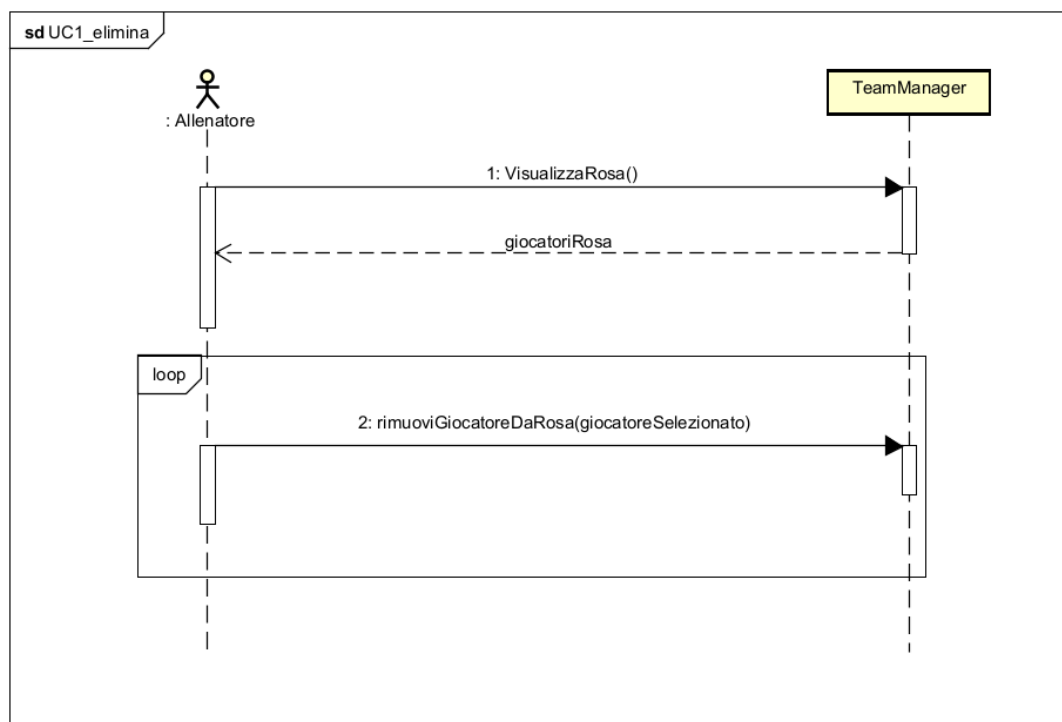 sd UC1_elimina
: Allenatore
TeamManager
1: VisualizzaRosa()
giocatoriRosa
loop
2: rimuoviGiocatoreDaRosa(giocatoreSelezionato)